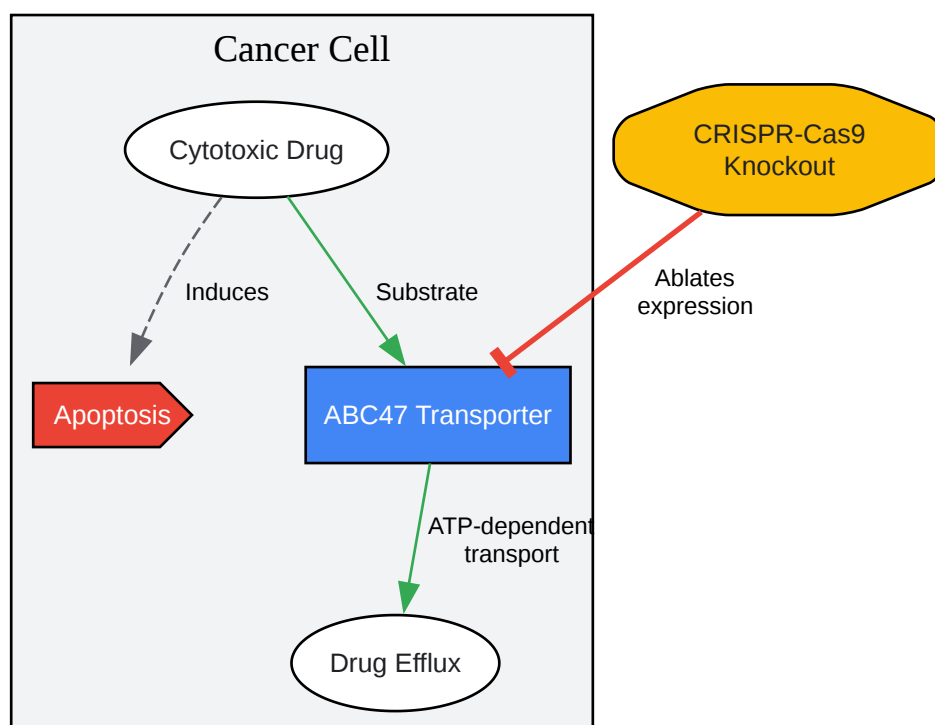 Cancer Cell
Cytotoxic Drug
CRISPR-Cas9
Knockout
Induces
Substrate
Ablates
expression
Apoptosis
ABC47 Transporter
ATP-dependent
transport
Drug Efflux